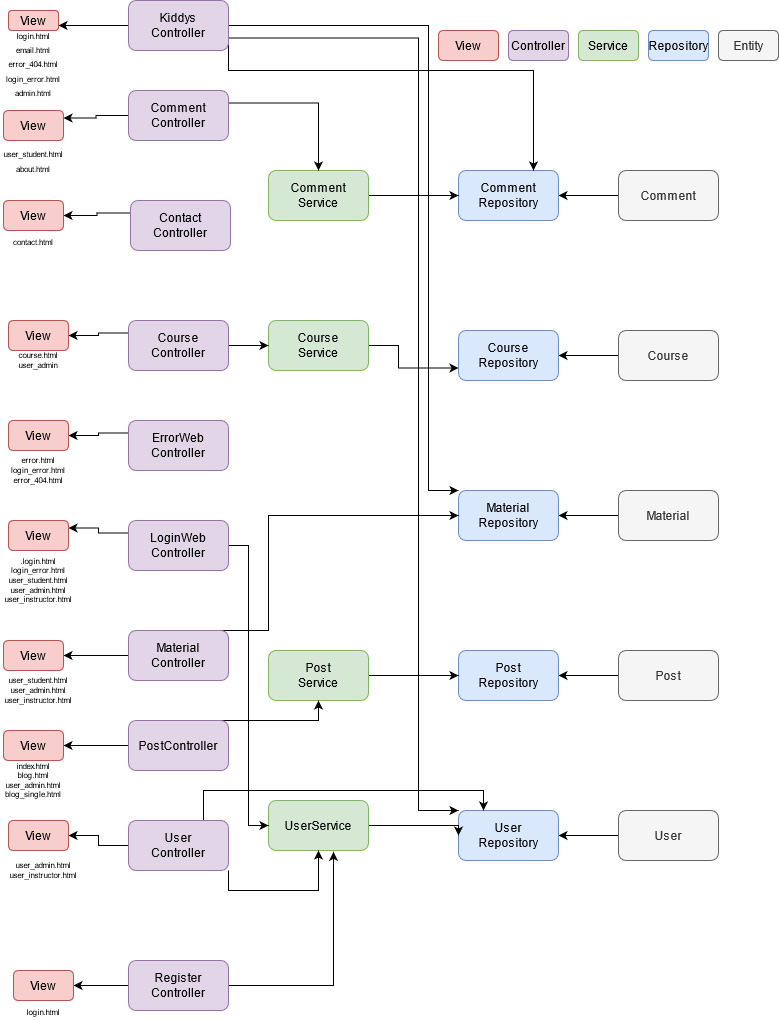 View
Kiddys
Controller
login.html
email.html
error_404.html
login_error.html
admin.html
View
Controller
Service
Repository
Entity
View
Comment
Controller
user_student.html
about.html
Comment
Service
Comment
Repository
Comment
View
Contact
Controller
contact.html
View
Course
Controller
Course
Service
Course
Repository
Course
course.html
user_admin
View
ErrorWeb
Controller
error.html
login_error.html
error_404.html
Material
Repository
Material
View
LoginWeb
Controller
.login.html
login_error.html
user_student.html
user_admin.html
user_instructor.html
View
Material
Controller
user_student.html
user_admin.html
user_instructor.html
Post
Service
Post
Repository
Post
View
PostController
index.html
blog.html
user_admin.html
blog_single.html
View
User
Controller
UserService
User
Repository
User
user_admin.html
user_instructor.html
View
Register
Controller
login.html